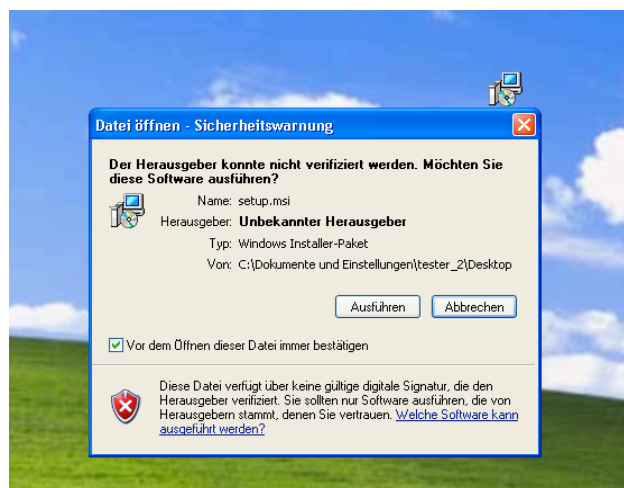 Datei öffnen - Sicherheitswarnung
Der Herausgeber konnte nicht verifiziert werden. Möchten Sie
diese Software ausführen?
Name: setup.msi
Herausgeber: Unbekannter Herausgeber
Typ: Windows Installer-Paket
Von: C:\Dokumente und Einstellungen\tester_2\Desktop
Ausführen Abbrechen
Vor dem Öffnen dieser Datei immer bestätigen
Diese Datei verfügt über keine gültige digitale Signatur, die den
Herausgeber verifiziert. Sie sollten nur Software ausführen, die von
Herausgebern stammt, denen Sie vertrauen. Welche Software kann
ausgeführt werden?